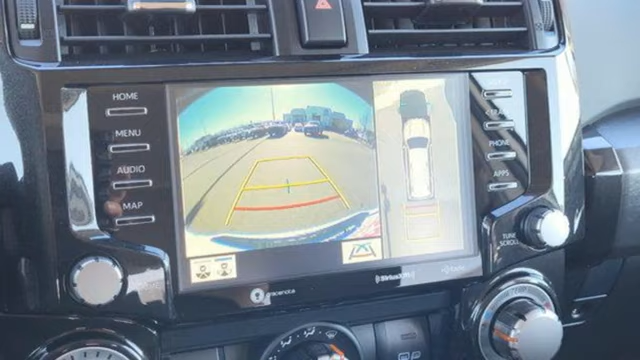 HOME
MENU
AUDIO
MAP
PHONE
APPS
TUNE
SCROLL
gracenote
SiriusXM